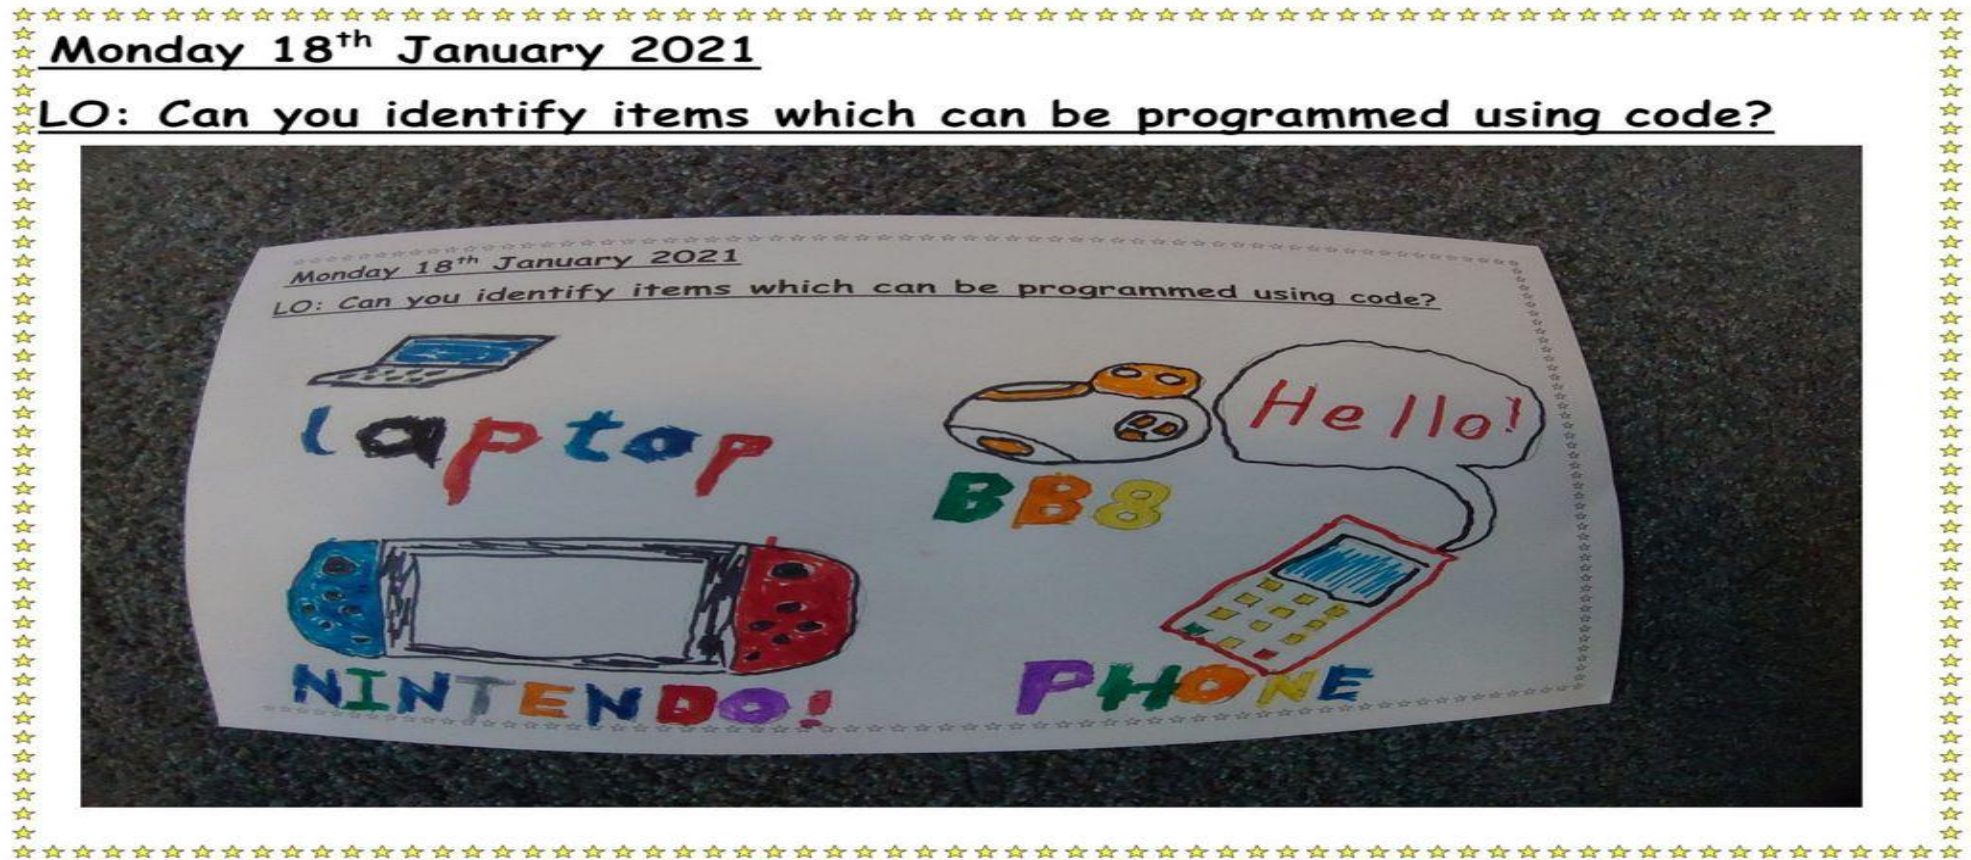 Monday 18th January 2021
LO: Can you identify items which can be programmed using code?
Monday 18th January 2021
LO: Can you identify items which can be programmed using code?
laptop
Hello!
BB8
NINTENDO!
PHONE